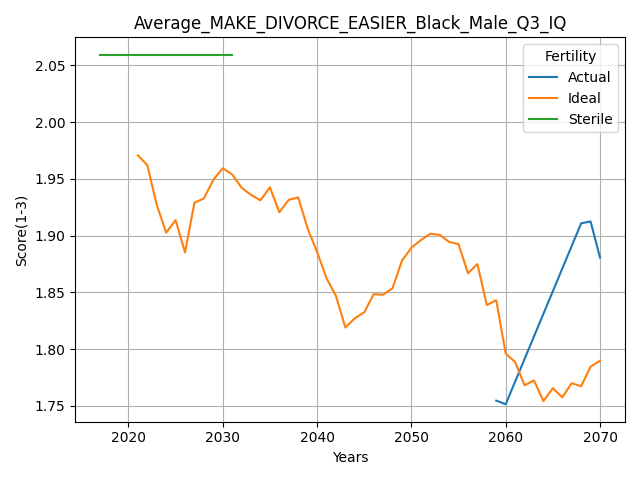 Average_MAKE_DIVORCE_EASIER_Black_Male_Q3_IQ
Fertility
Actual
Ideal
Sterile
Score(1-3)
2.05
2.00
1.95
1.90
1.85
1.80
1.75
2020 2030 2040 2050 2060 2070
Years